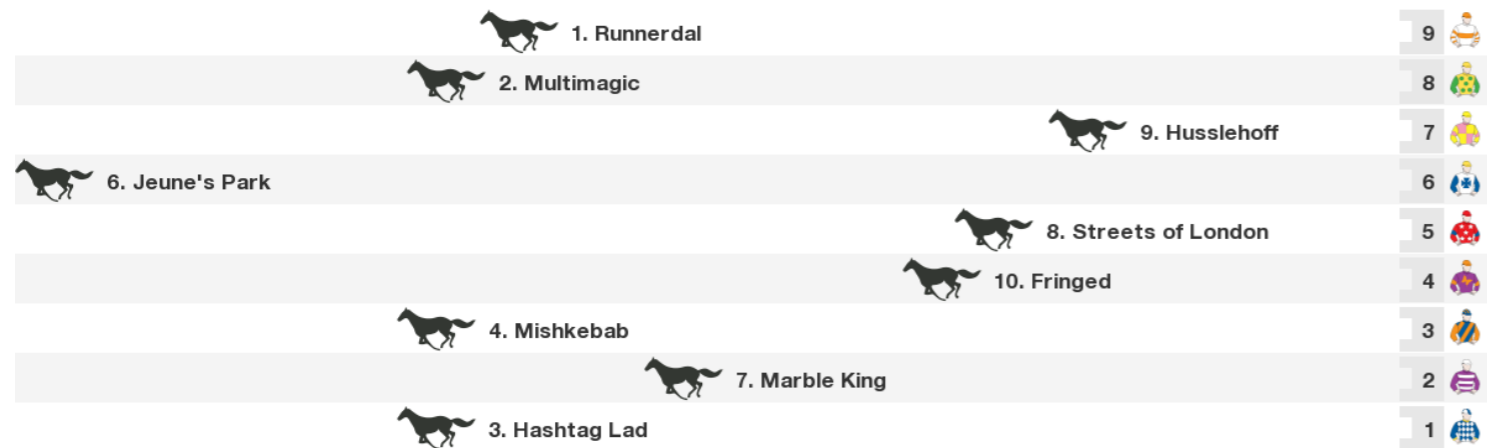 1. Runnerdal 9
2. Multimagic 8
9. Husslehoff 7
6. Jeune's Park 6
8. Streets of London 5
10. Fringed 4
4. Mishkebab 3
7. Marble King 2
3. Hashtag Lad 1